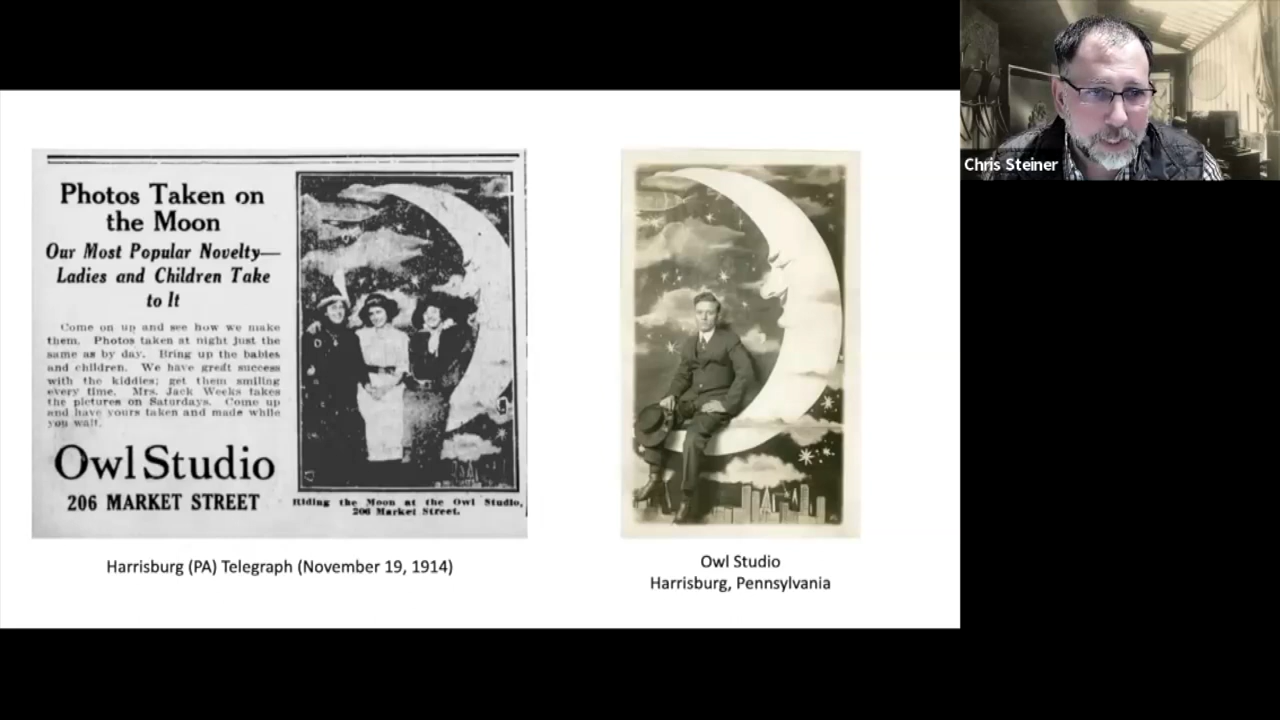 Photos Taken on
the Moon
Our Most Popular Novelty—
Ladies and Children Take
to It
Come on up and see how we make
them. Photos taken at night just the
same as by day. Bring up the babies
and children. We have great success
with the kiddies; get them smiling
every time. Mrs. Jack Weeks takes
the pictures on Saturdays. Come up
and have yours taken and made while
you wait.
Owl Studio
206 MARKET STREET
Riding the Moon at the Owl Studio,
206 Market Street.
Harrisburg (PA) Telegraph (November 19, 1914)
Owl Studio
Harrisburg, Pennsylvania
Chris Steiner